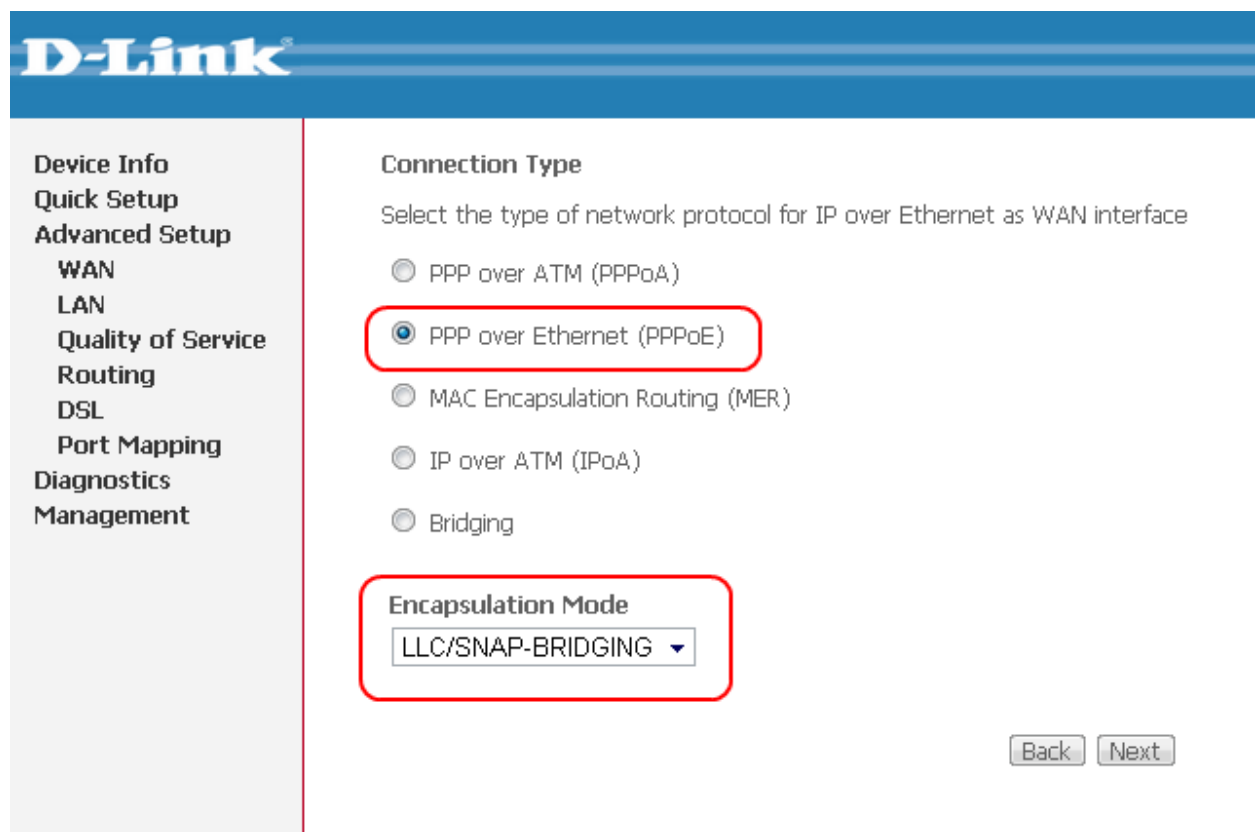 D-Link®
Device Info
Quick Setup
Advanced Setup
WAN
LAN
Quality of Service
Routing
DSL
Port Mapping
Diagnostics
Management
Connection Type
Select the type of network protocol for IP over Ethernet as WAN interface
PPP over ATM (PPPoA)
PPP over Ethernet (PPPoE)
MAC Encapsulation Routing (MER)
IP over ATM (IPoA)
Bridging
Encapsulation Mode
LLC/SNAP-BRIDGING
Back Next